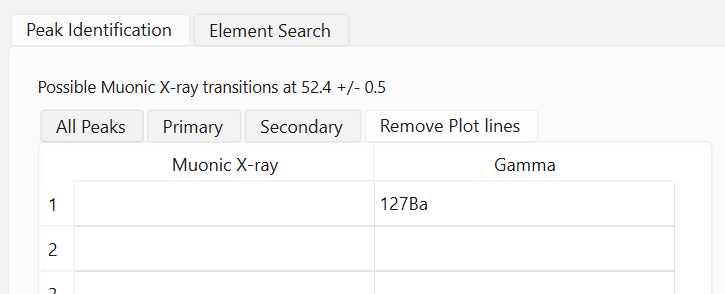 Peak Identification Element Search
Possible Muonic X-ray transitions at 52.4 +/- 0.5
All Peaks Primary Secondary Remove Plot lines
Muonic X-ray Gamma
1 127Ba
2